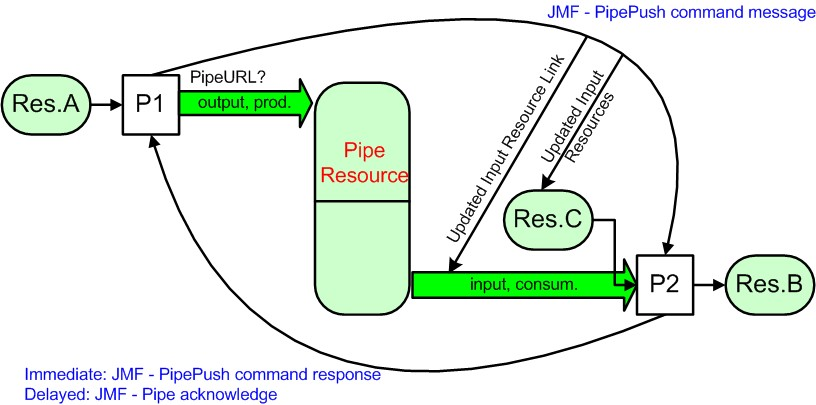 JMF - PipePush command message
PipeURL?
Res.A
P1
output, prod.
Pipe
Resource
Updated Input Resource Link
Updated Input
Resources
Res.C
input, consum.
P2
Res.B
Immediate: JMF - PipePush command response
Delayed: JMF - Pipe acknowledge